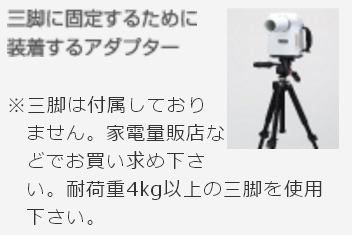 三脚に固定するために
装着するアダプター
※三脚は付属しており
ません。家電量販店な
どでお買い求め下さ
い。耐荷重4kg以上の三脚を使用
下さい。